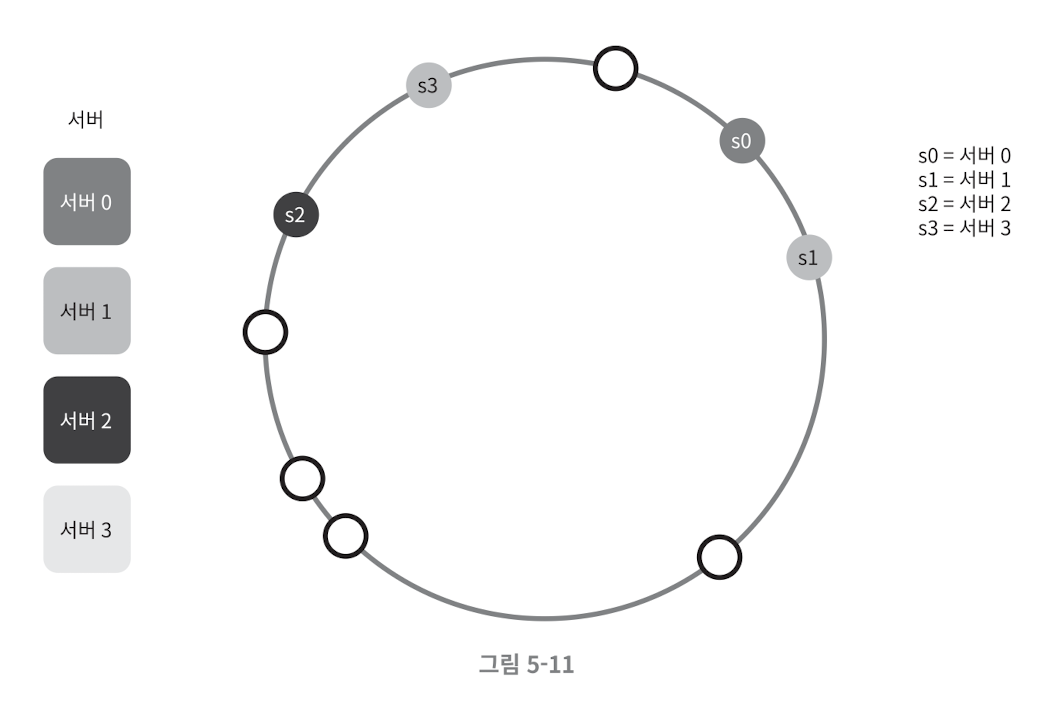 서버
서버 0
서버 1
서버 2
서버 3
s3
s0
s2
s1
s0 = 서버 0
s1 = 서버 1
s2 = 서버 2
s3 = 서버 3
그림 5-11